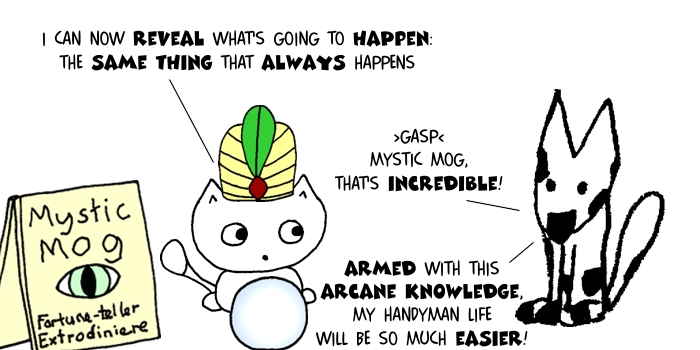 I CAN NOW REVEAL WHAT'S GOING TO HAPPEN:
THE SAME THING THAT ALWAYS HAPPENS
>GASP<
MYSTIC MOG,
THAT'S INCREDIBLE!
ARMED WITH THIS
ARCANE KNOWLEDGE,
MY HANDYMAN LIFE
WILL BE SO MUCH EASIER!
Mystic
MOG
Fortune-teller
Extrodiniere